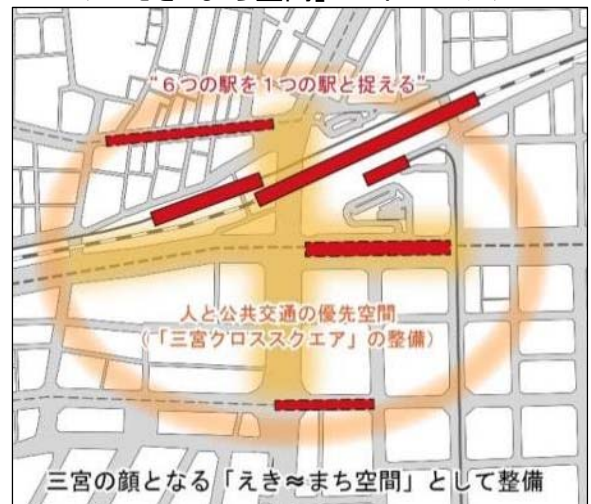 “６つの駅を１つの駅と捉える”
人と公共交通の優先空間
（「三宮クロススクエア」の整備）
三宮の顔となる「えき≈まち空間」として整備